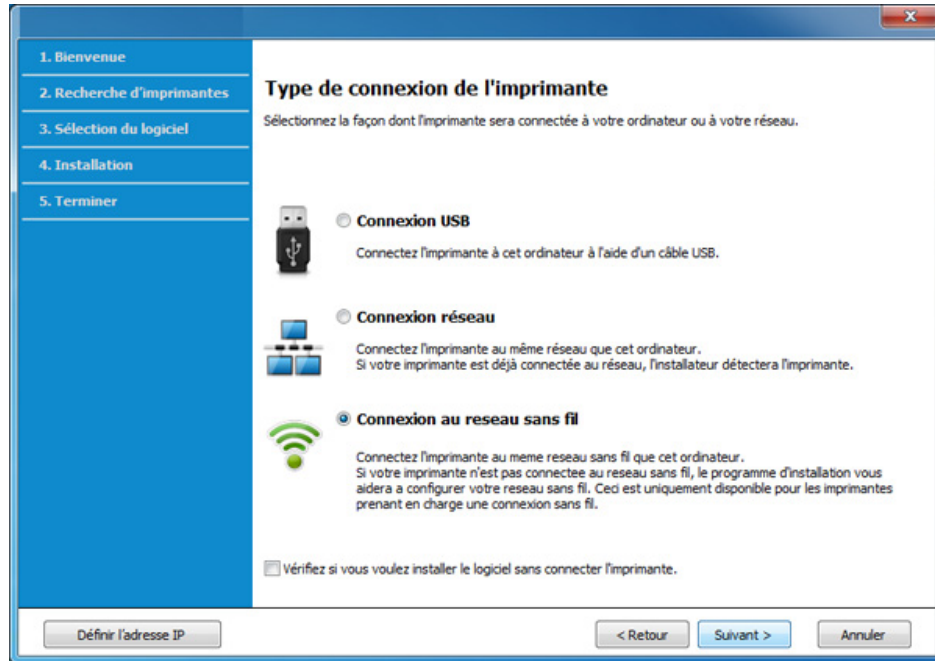 1. Bienvenue
2. Recherche d'imprimantes
3. Sélection du logiciel
4. Installation
5. Terminer
Type de connexion de l'imprimante
Sélectionnez la façon dont l'imprimante sera connectée à votre ordinateur ou à votre réseau.
Connexion USB
Connectez l'imprimante à cet ordinateur à l'aide d'un câble USB.
Connexion réseau
Connectez l'imprimante au même réseau que cet ordinateur.
Si votre imprimante est déjà connectée au réseau, l'installateur détectera l'imprimante.
Connexion au reseau sans fil
Connectez l'imprimante au meme reseau sans fil que cet ordinateur.
Si votre imprimante n'est pas connectee au reseau sans fil, le programme d'installation vous
aidera a configurer votre reseau sans fil. Ceci est uniquement disponible pour les imprimantes
prenant en charge une connexion sans fil.
Vérifiez si vous voulez installer le logiciel sans connecter l'imprimante.
Définir l'adresse IP
< Retour
Suivant >
Annuler